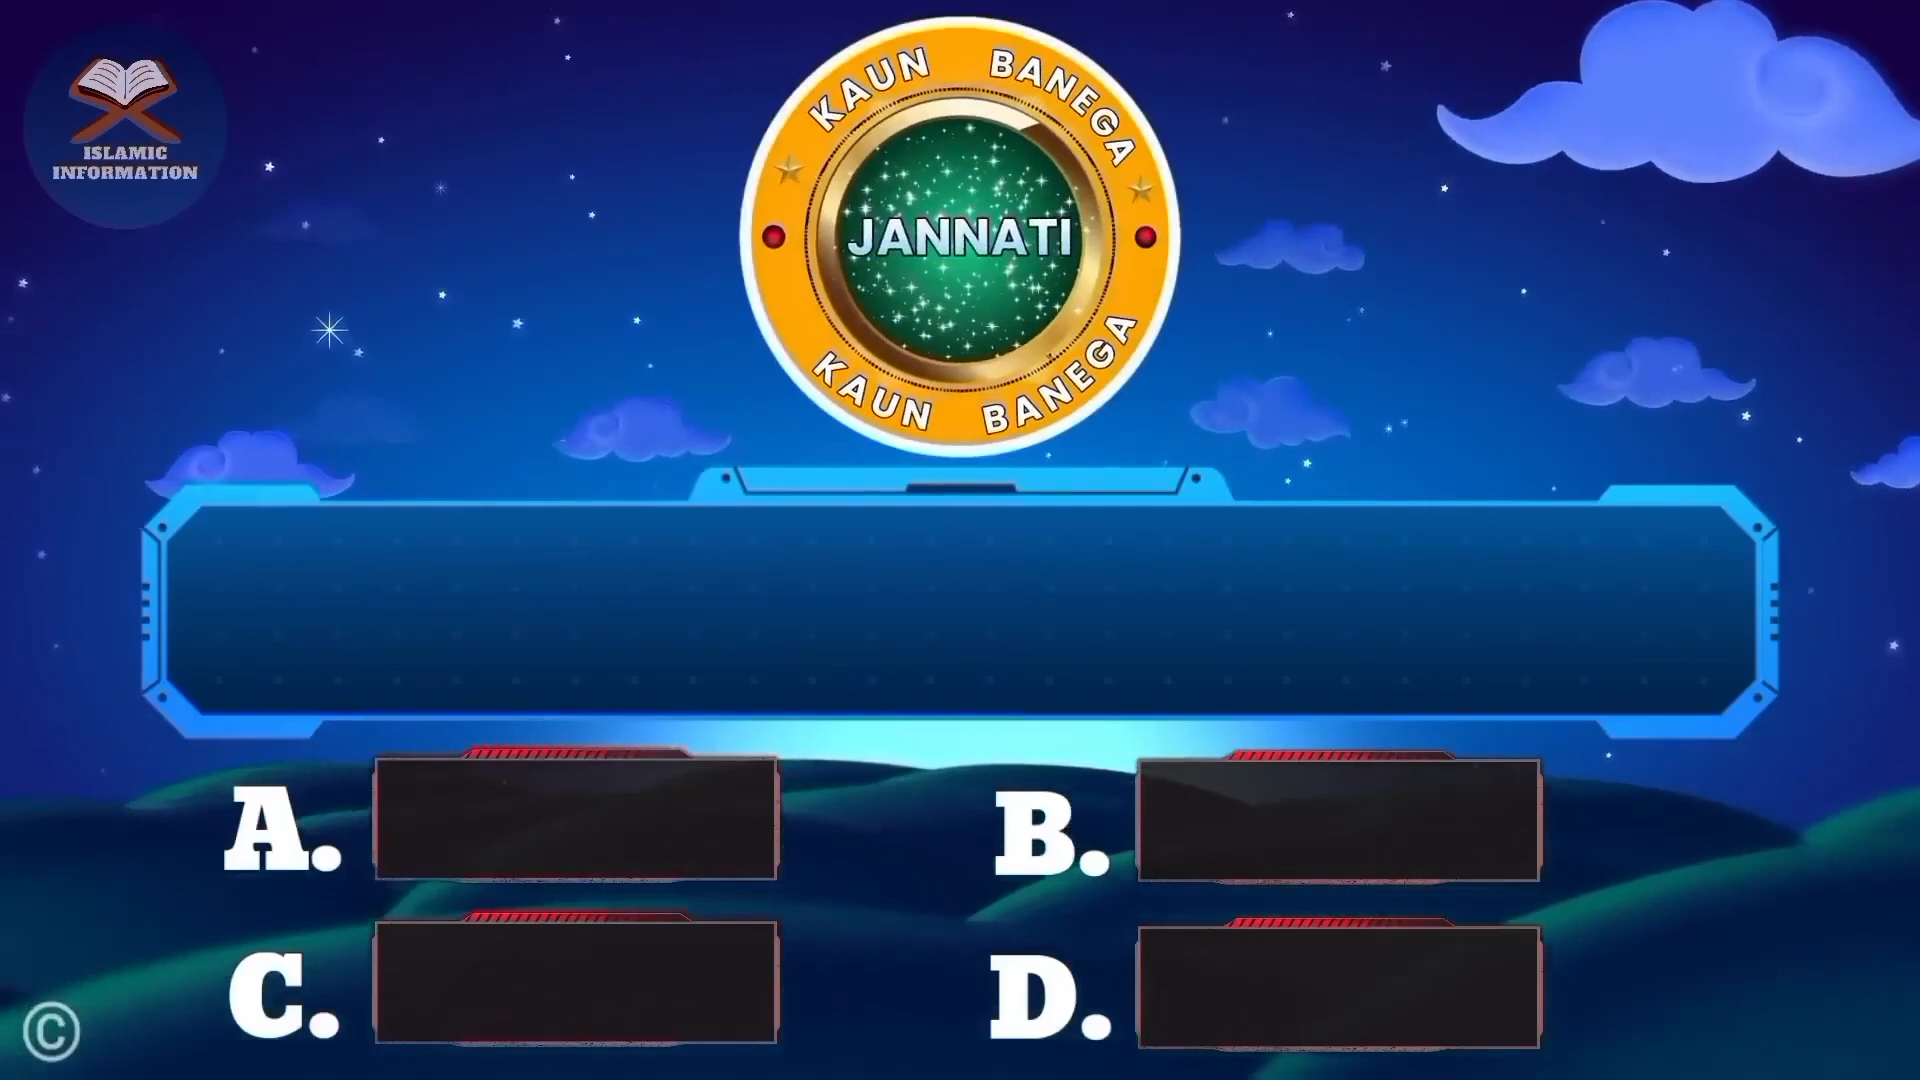 ISLAMIC
INFORMATION
KAUN BANEGA
JANNATI
KAUN BANEGA
A.
B.
C.
D.
©